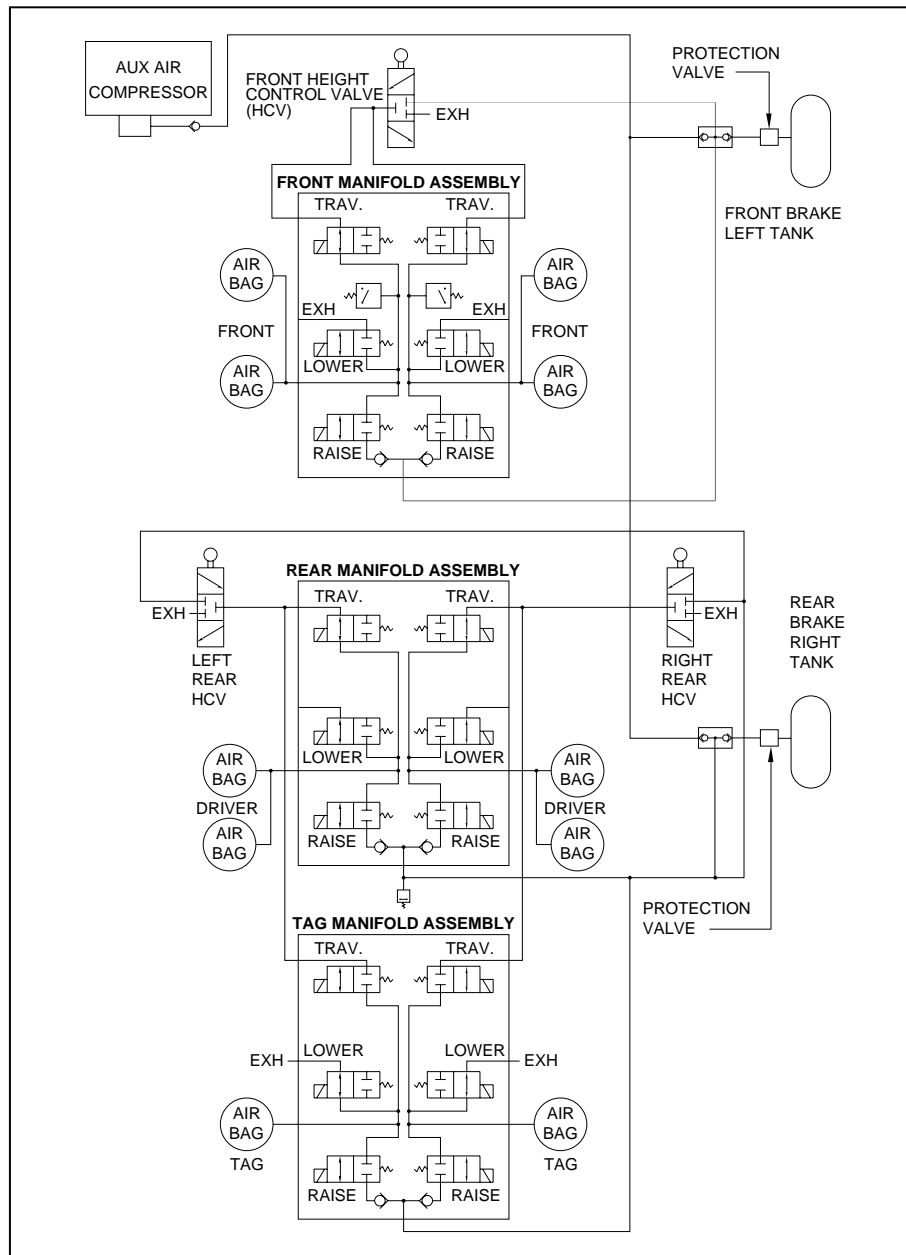 AUX AIR
COMPRESSOR
FRONT HEIGHT
CONTROL VALVE
(HCV)
EXH
PROTECTION
VALVE
FRONT BRAKE
LEFT TANK
FRONT MANIFOLD ASSEMBLY
TRAV.
TRAV.
AIR
BAG
AIR
BAG
EXH
EXH
FRONT
FRONT
LOWER
LOWER
AIR
BAG
AIR
BAG
RAISE
RAISE
REAR MANIFOLD ASSEMBLY
TRAV.
TRAV.
EXH
EXH
LEFT
REAR
HCV
RIGHT
REAR
HCV
REAR
BRAKE
RIGHT
TANK
LOWER
LOWER
AIR
BAG
AIR
BAG
DRIVER
DRIVER
AIR
BAG
AIR
BAG
RAISE
RAISE
PROTECTION
VALVE
TAG MANIFOLD ASSEMBLY
TRAV.
TRAV.
EXH
LOWER
LOWER
EXH
AIR
BAG
AIR
BAG
TAG
TAG
RAISE
RAISE